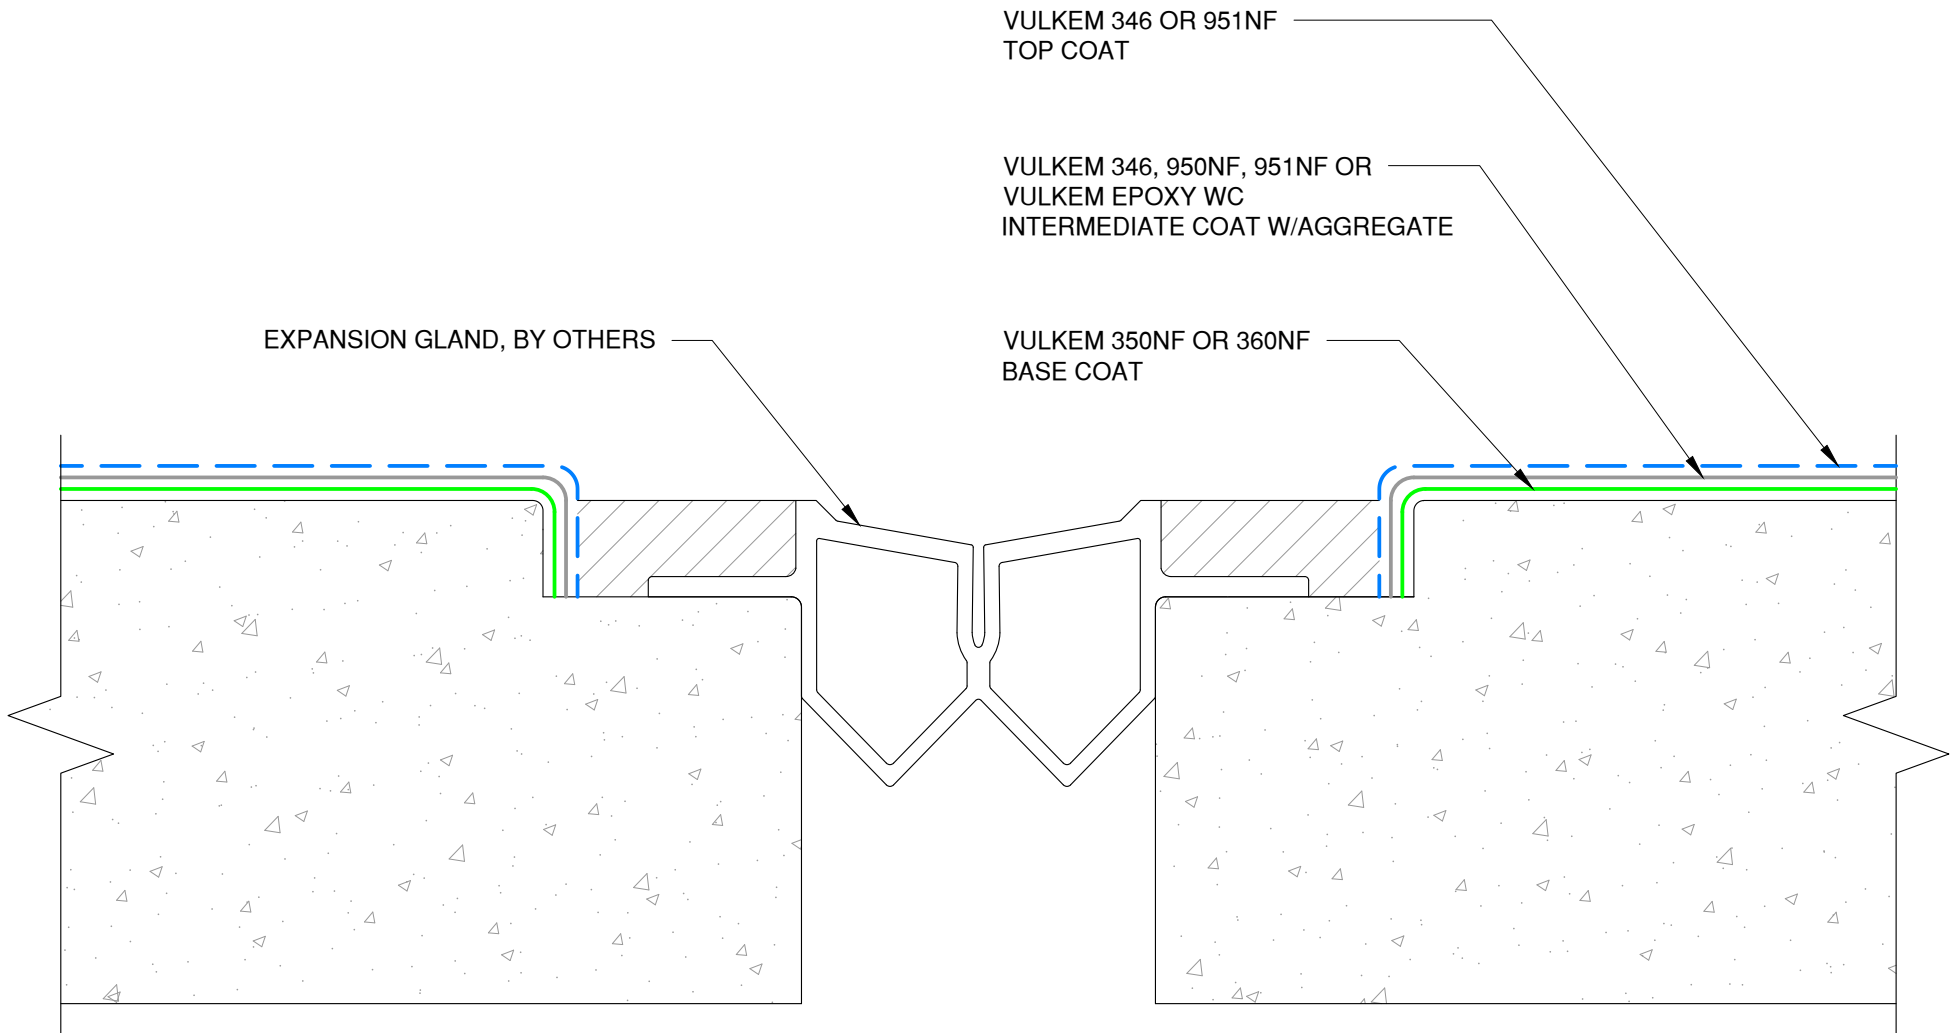 VULKEM 346 OR 951NF
TOP COAT
VULKEM 346, 950NF, 951NF OR
VULKEM EPOXY WC
INTERMEDIATE COAT W/AGGREGATE
EXPANSION GLAND, BY OTHERS
VULKEM 350NF OR 360NF
BASE COAT